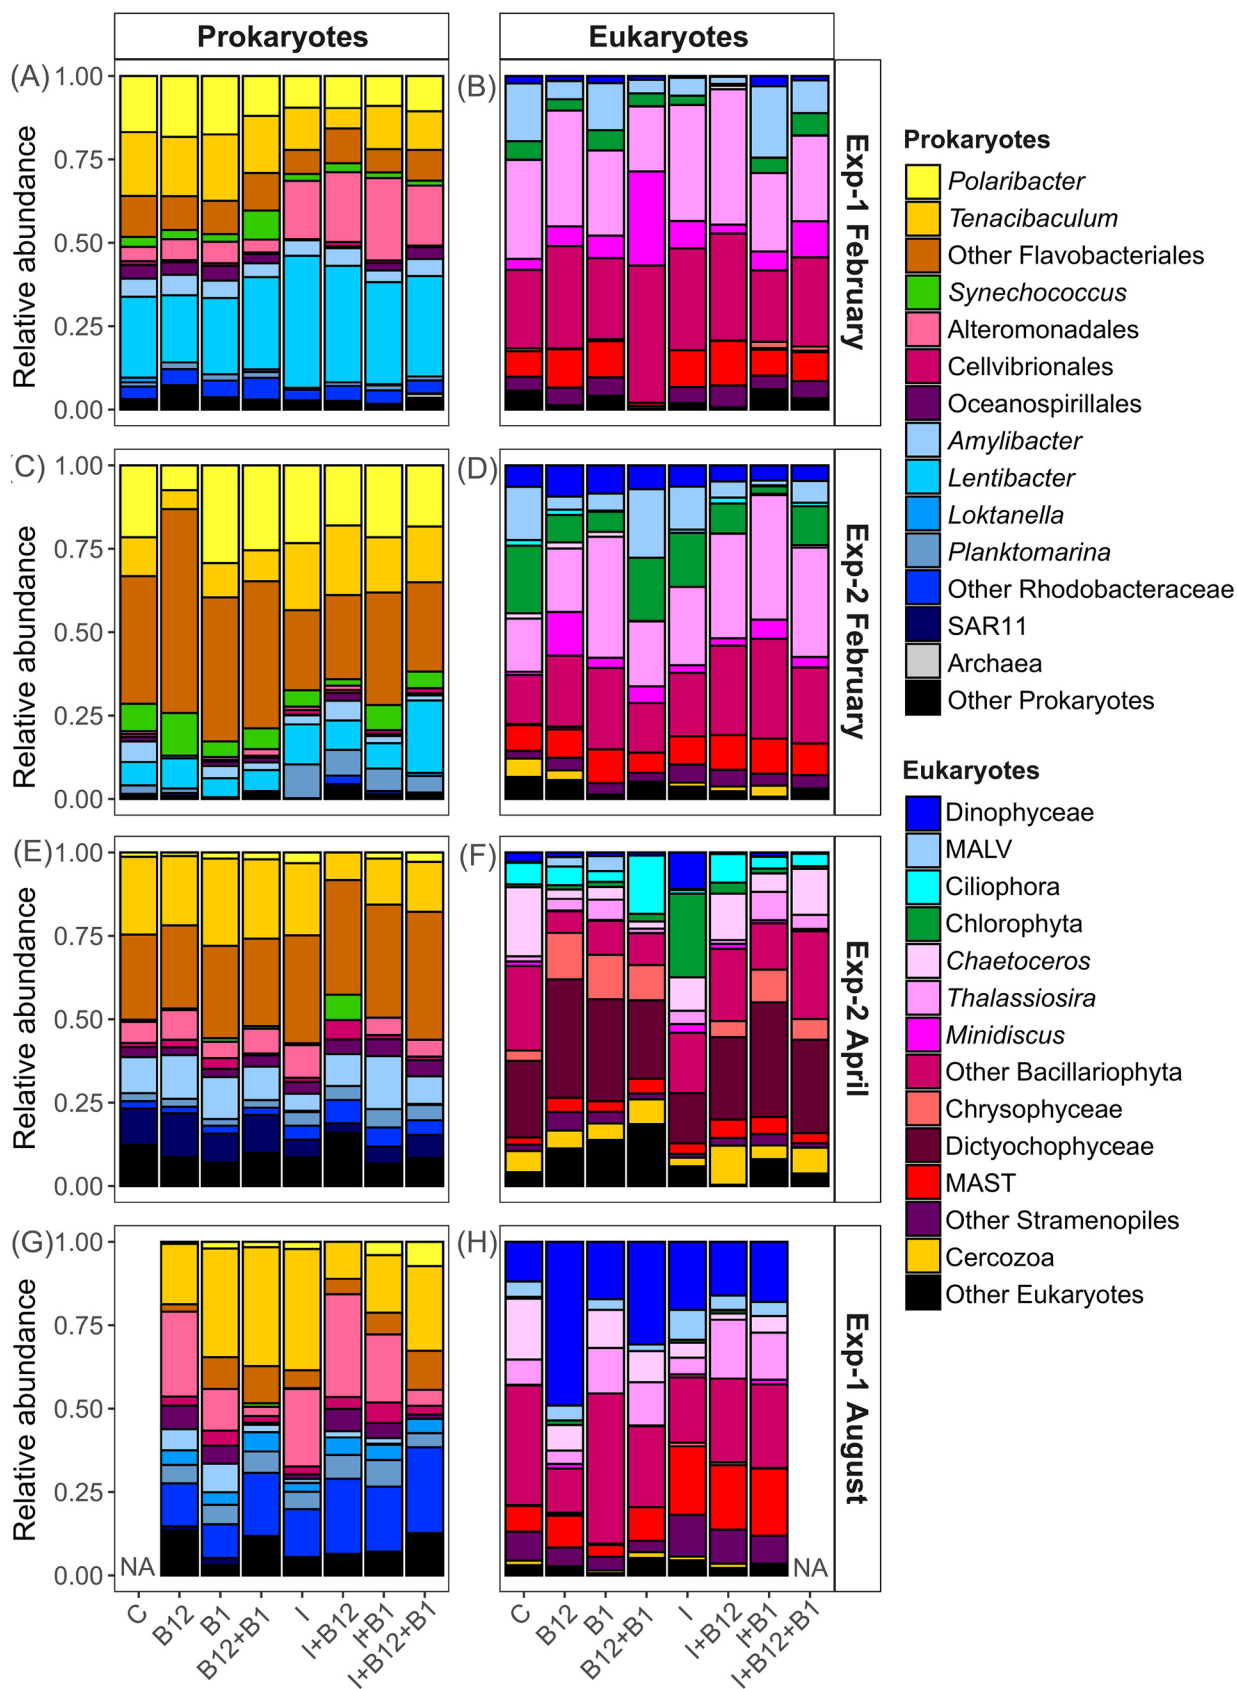 Prokaryotes
Eukaryotes
(A)
1.00
0.75
0.50
0.25
0.00
Relative abundance
(B)
Exp-1 February
C)
1.00
0.75
0.50
0.25
0.00
Relative abundance
(D)
Exp-2 February
(E)
1.00
0.75
0.50
0.25
0.00
Relative abundance
(F)
Exp-2 April
(G)
1.00
0.75
0.50
0.25
0.00
Relative abundance
NA
(H)
NA
Exp-1 August
C
B12
B1
B12+B1
I
I+B12
I+B1
I+B12+B1
C
B12
B1
B12+B1
I
I+B12
I+B1
I+B12+B1
Prokaryotes
Polaribacter
Tenacibaculum
Other Flavobacteriales
Synechococcus
Alteromonadales
Cellvibrionales
Oceanospirillales
Amylibacter
Lentibacter
Loktanella
Planktomarina
Other Rhodobacteraceae
SAR11
Archaea
Other Prokaryotes
Eukaryotes
Dinophyceae
MALV
Ciliophora
Chlorophyta
Chaetoceros
Thalassiosira
Minidiscus
Other Bacillariophyta
Chrysophyceae
Dictyochophyceae
MAST
Other Stramenopiles
Cercozoa
Other Eukaryotes